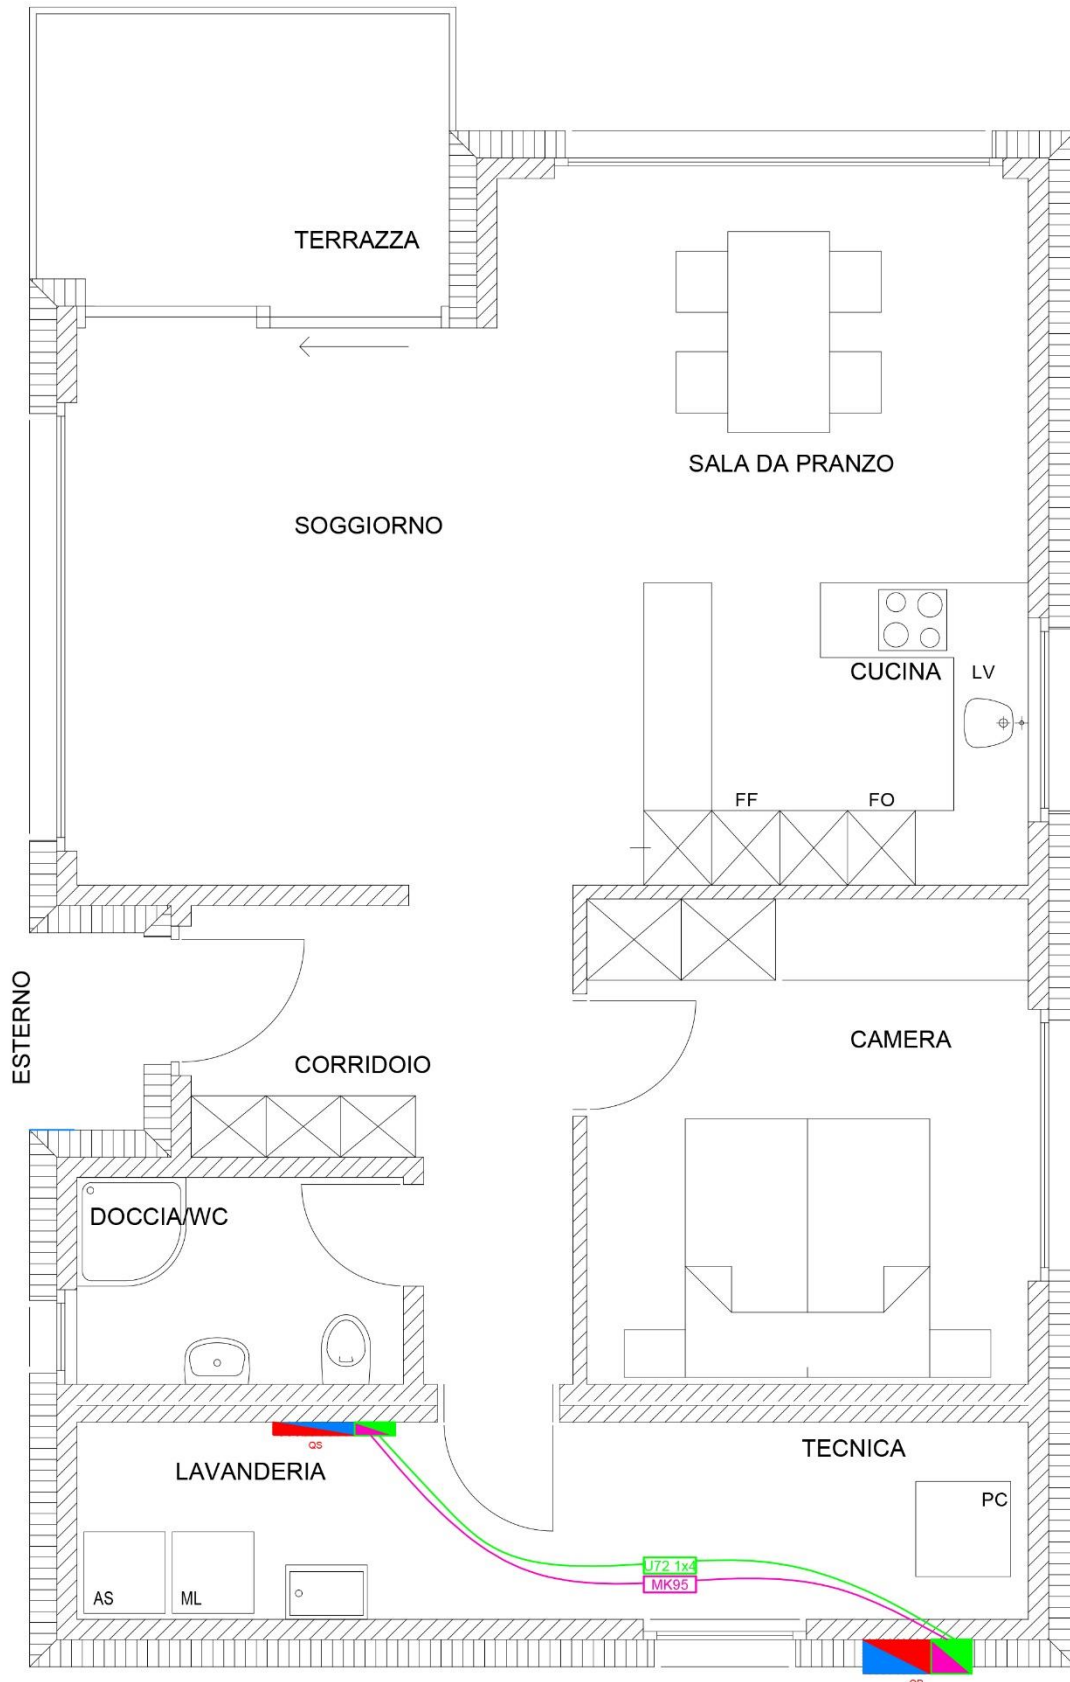 TERRAZZA
SALA DA PRANZO
SOGGIORNO
CUCINA
LV
FF
FO
ESTERNO
CAMERA
CORRIDOIO
DOCCIA/WC
TECNICA
QS
LAVANDERIA
PC
U72 1x4
MK95
AS
ML